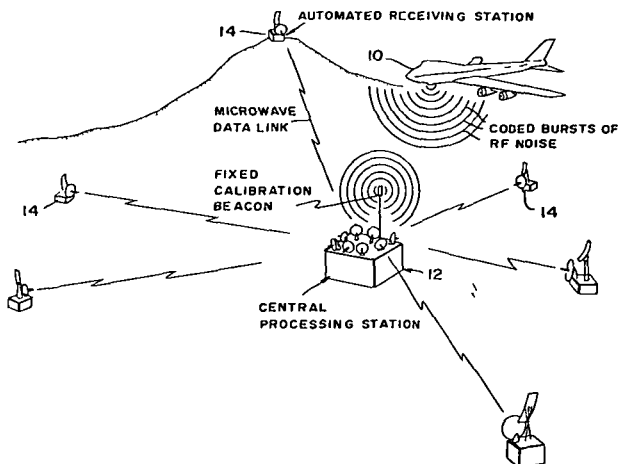 14
AUTOMATED RECEIVING STATION
10
MICROWAVE
DATA LINK
CODED BURSTS OF
RF NOISE
FIXED
CALIBRATION
BEACON
14
14
12
CENTRAL
PROCESSING STATION